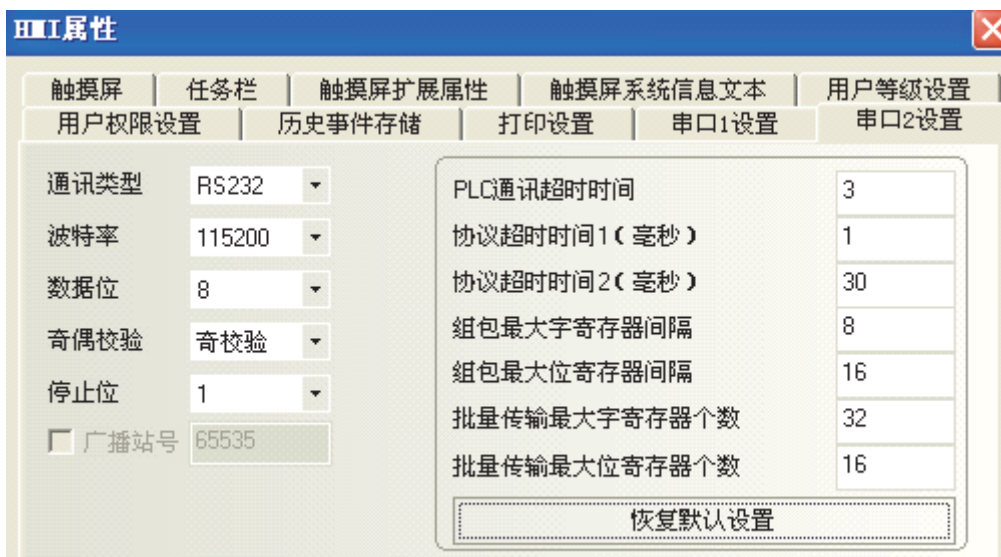 HMI属性
触摸屏 任务栏 触摸屏扩展属性 触摸屏系统信息文本 用户等级设置
用户权限设置 历史事件存储 打印设置 串口1设置 串口2设置
通讯类型 RS232
波特率 115200
数据位 8
奇偶校验 奇校验
停止位 1
广播站号 65535
PLC通讯超时时间 3
协议超时时间1(毫秒) 1
协议超时时间2(毫秒) 30
组包最大字寄存器间隔 8
组包最大位寄存器间隔 16
批量传输最大字寄存器个数 32
批量传输最大位寄存器个数 16
恢复默认设置